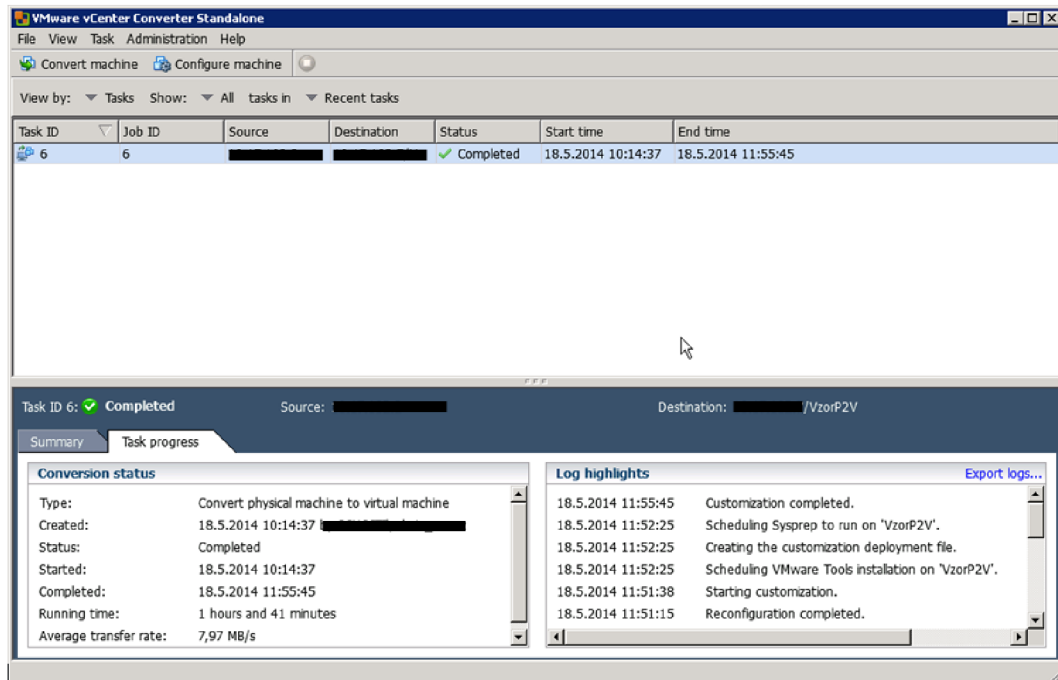 VMware vCenter Converter Standalone
File View Task Administration Help
Convert machine Configure machine
View by: Tasks Show: All tasks in Recent tasks
Task ID Job ID Source Destination Status Start time End time
6 6 Completed 18.5.2014 10:14:37 18.5.2014 11:55:45
Task ID 6: Completed Source: Destination: /VzorP2V
Summary Task progress
Conversion status
Type: Convert physical machine to virtual machine
Created: 18.5.2014 10:14:37
Status: Completed
Started: 18.5.2014 10:14:37
Completed: 18.5.2014 11:55:45
Running time: 1 hours and 41 minutes
Average transfer rate: 7,97 MB/s
Log highlights Export logs...
18.5.2014 11:55:45 Customization completed.
18.5.2014 11:52:25 Scheduling Sysprep to run on 'VzorP2V'.
18.5.2014 11:52:25 Creating the customization deployment file.
18.5.2014 11:52:25 Scheduling VMware Tools installation on 'VzorP2V'.
18.5.2014 11:51:38 Starting customization.
18.5.2014 11:51:15 Reconfiguration completed.